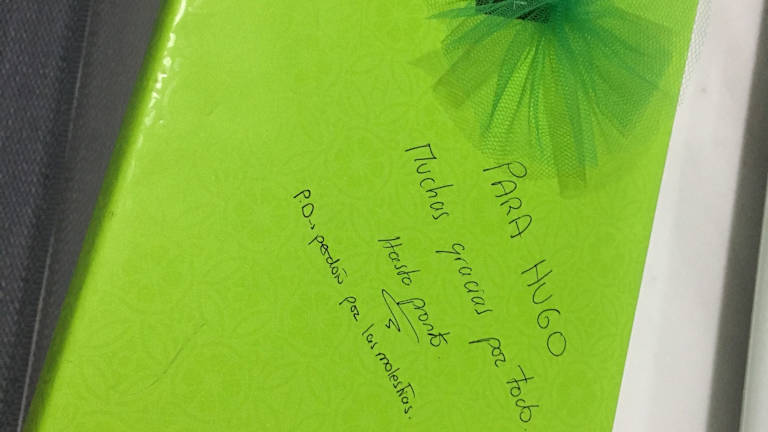 PARA HUGO
Muchas gracias por todo.
Hasta pronto.
P.D→ perdón por las molestias.